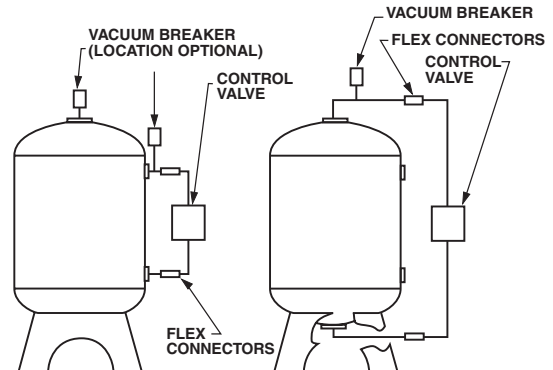 VACUUM BREAKER
(LOCATION OPTIONAL)
CONTROL
VALVE
FLEX
CONNECTORS
VACUUM BREAKER
FLEX CONNECTORS
CONTROL
VALVE